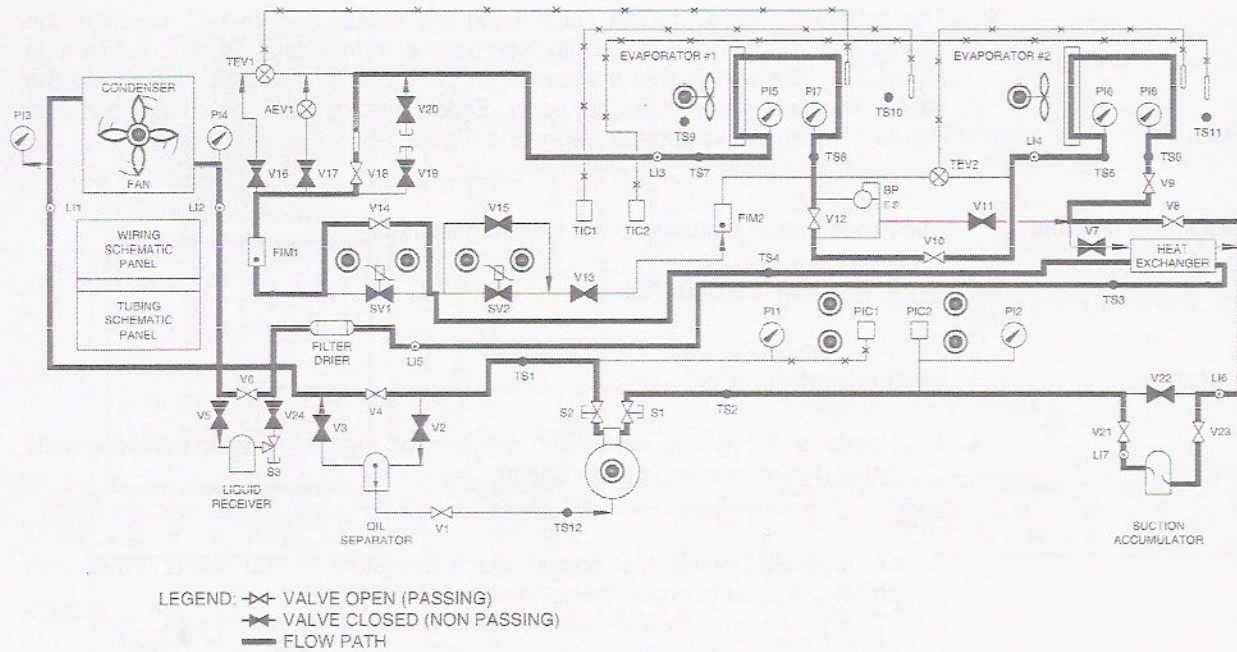 TEV1
EVAPORATOR #1
EVAPORATOR #2
CONDENSER
FAN
PI3
PI4
AEV1
V20
PI5
PI7
TS10
TS9
PI6
PI8
TS11
V16
V17
V18
V19
LI3
TS7
TS8
TEV2
LI4
TS5
TS6
V9
LI1
LI2
V14
V15
TIC1
TIC2
FIM2
V12
BP
E.S.
V11
V8
V7
WIRING
SCHEMATIC
PANEL
FIM1
V10
TS4
HEAT
EXCHANGER
TUBING
SCHEMATIC
PANEL
SV1
SV2
V13
TS3
PI1
PIC1
PIC2
PI2
FILTER
DRIER
LI5
V6
TS1
V22
LI6
V5
V24
V4
S2
S1
TS2
V3
V2
V21
V23
S3
LI7
LIQUID
RECEIVER
OIL
SEPARATOR
V1
TS12
SUCTION
ACCUMULATOR
LEGEND:
VALVE OPEN (PASSING)
VALVE CLOSED (NON PASSING)
FLOW PATH